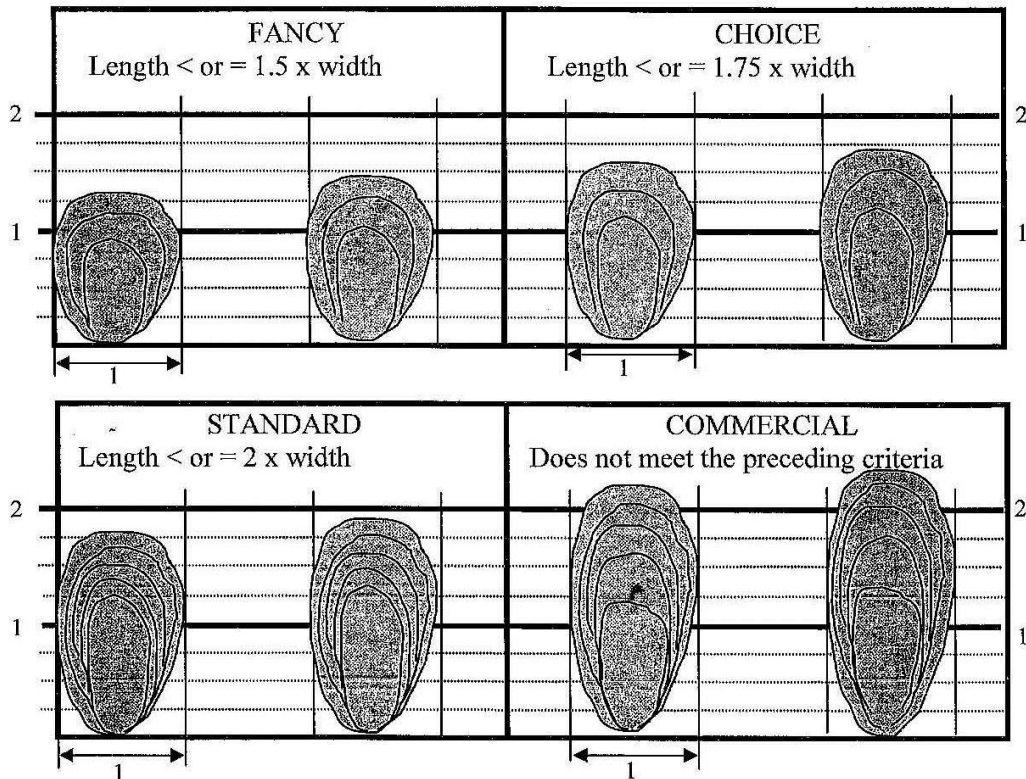 FANCY
Length < or = 1.5 x width
CHOICE
Length < or = 1.75 x width
2
2
1
1
1
1
STANDARD
Length < or = 2 x width
COMMERCIAL
Does not meet the preceding criteria
2
2
1
1
1
1